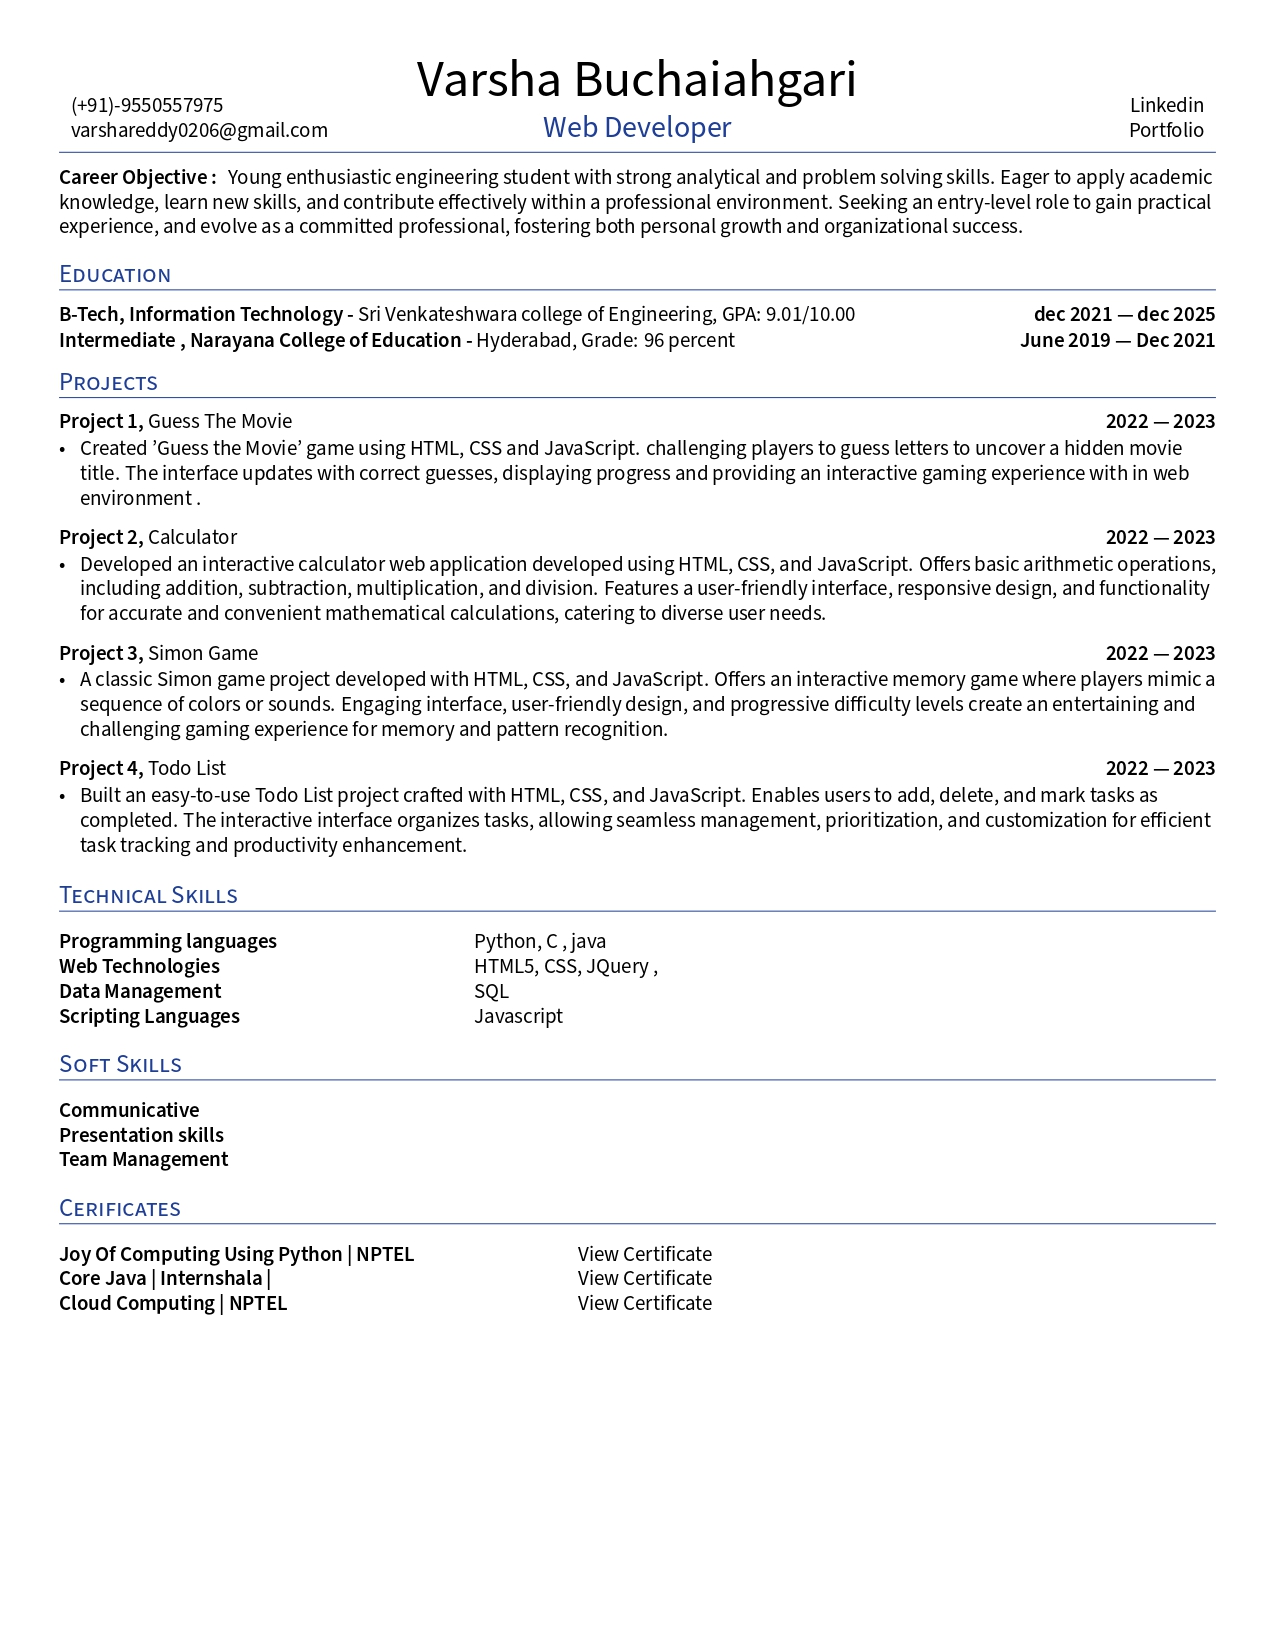 Varsha Buchaiahgari
(+91)-9550557975
Linkedin
varshareddy0206@gmail.com
Web Developer
Portfolio
Career Objective : Young enthusiastic engineering student with strong analytical and problem solving skills. Eager to apply academic
knowledge, learn new skills, and contribute effectively within a professional environment. Seeking an entry-level role to gain practical
experience, and evolve as a committed professional, fostering both personal growth and organizational success.
Education
B-Tech, Information Technology - Sri Venkateshwara college of Engineering, GPA: 9.01/10.00 dec 2021 — dec 2025
Intermediate , Narayana College of Education - Hyderabad, Grade: 96 percent June 2019 — Dec 2021
Projects
Project 1, Guess The Movie 2022 — 2023
• Created ’Guess the Movie’ game using HTML, CSS and JavaScript. challenging players to guess letters to uncover a hidden movie
title. The interface updates with correct guesses, displaying progress and providing an interactive gaming experience with in web
environment .
Project 2, Calculator 2022 — 2023
• Developed an interactive calculator web application developed using HTML, CSS, and JavaScript. Offers basic arithmetic operations,
including addition, subtraction, multiplication, and division. Features a user-friendly interface, responsive design, and functionality
for accurate and convenient mathematical calculations, catering to diverse user needs.
Project 3, Simon Game 2022 — 2023
• A classic Simon game project developed with HTML, CSS, and JavaScript. Offers an interactive memory game where players mimic a
sequence of colors or sounds. Engaging interface, user-friendly design, and progressive difficulty levels create an entertaining and
challenging gaming experience for memory and pattern recognition.
Project 4, Todo List 2022 — 2023
• Built an easy-to-use Todo List project crafted with HTML, CSS, and JavaScript. Enables users to add, delete, and mark tasks as
completed. The interactive interface organizes tasks, allowing seamless management, prioritization, and customization for efficient
task tracking and productivity enhancement.
Technical Skills
Programming languages Python, C , java
Web Technologies HTML5, CSS, JQuery ,
Data Management SQL
Scripting Languages Javascript
Soft Skills
Communicative
Presentation skills
Team Management
Cerificates
Joy Of Computing Using Python | NPTEL View Certificate
Core Java | Internshala | View Certificate
Cloud Computing | NPTEL View Certificate